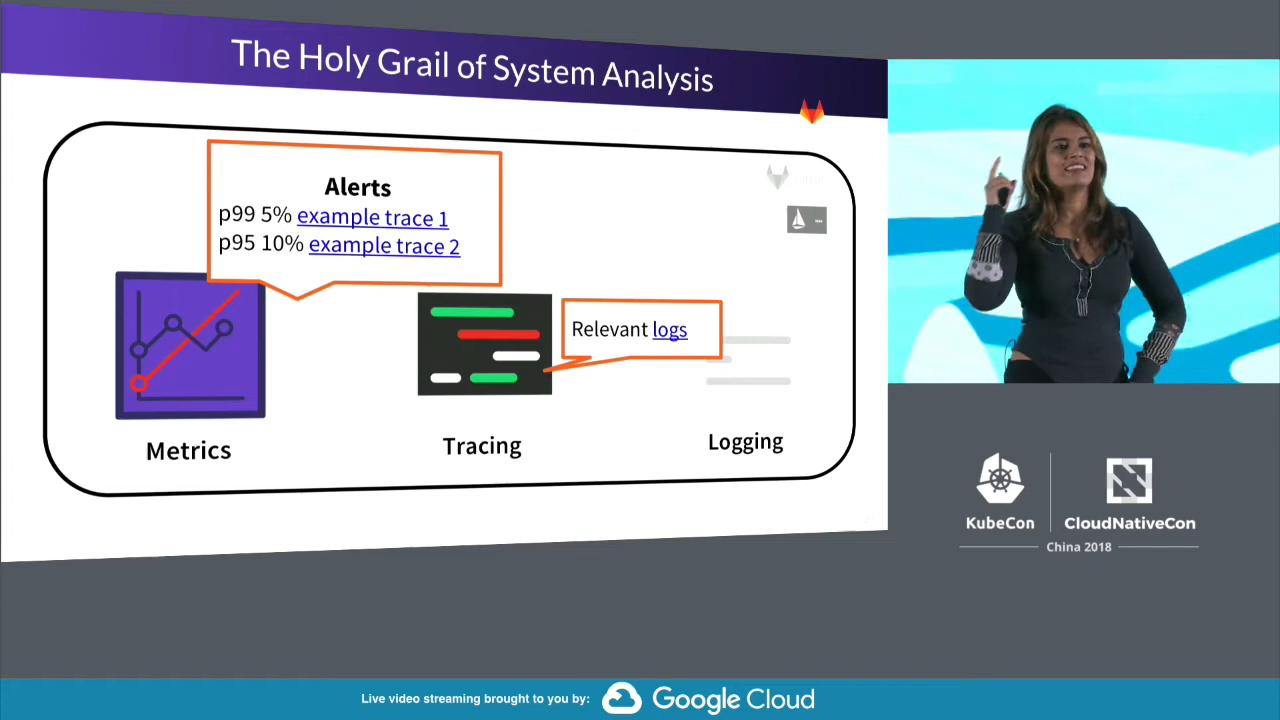 The Holy Grail of System Analysis
Alerts
p99 5% example trace 1
p95 10% example trace 2
Relevant logs
Metrics
Tracing
Logging
KubeCon
CloudNativeCon
China 2018
Live video streaming brought to you by:
Google Cloud